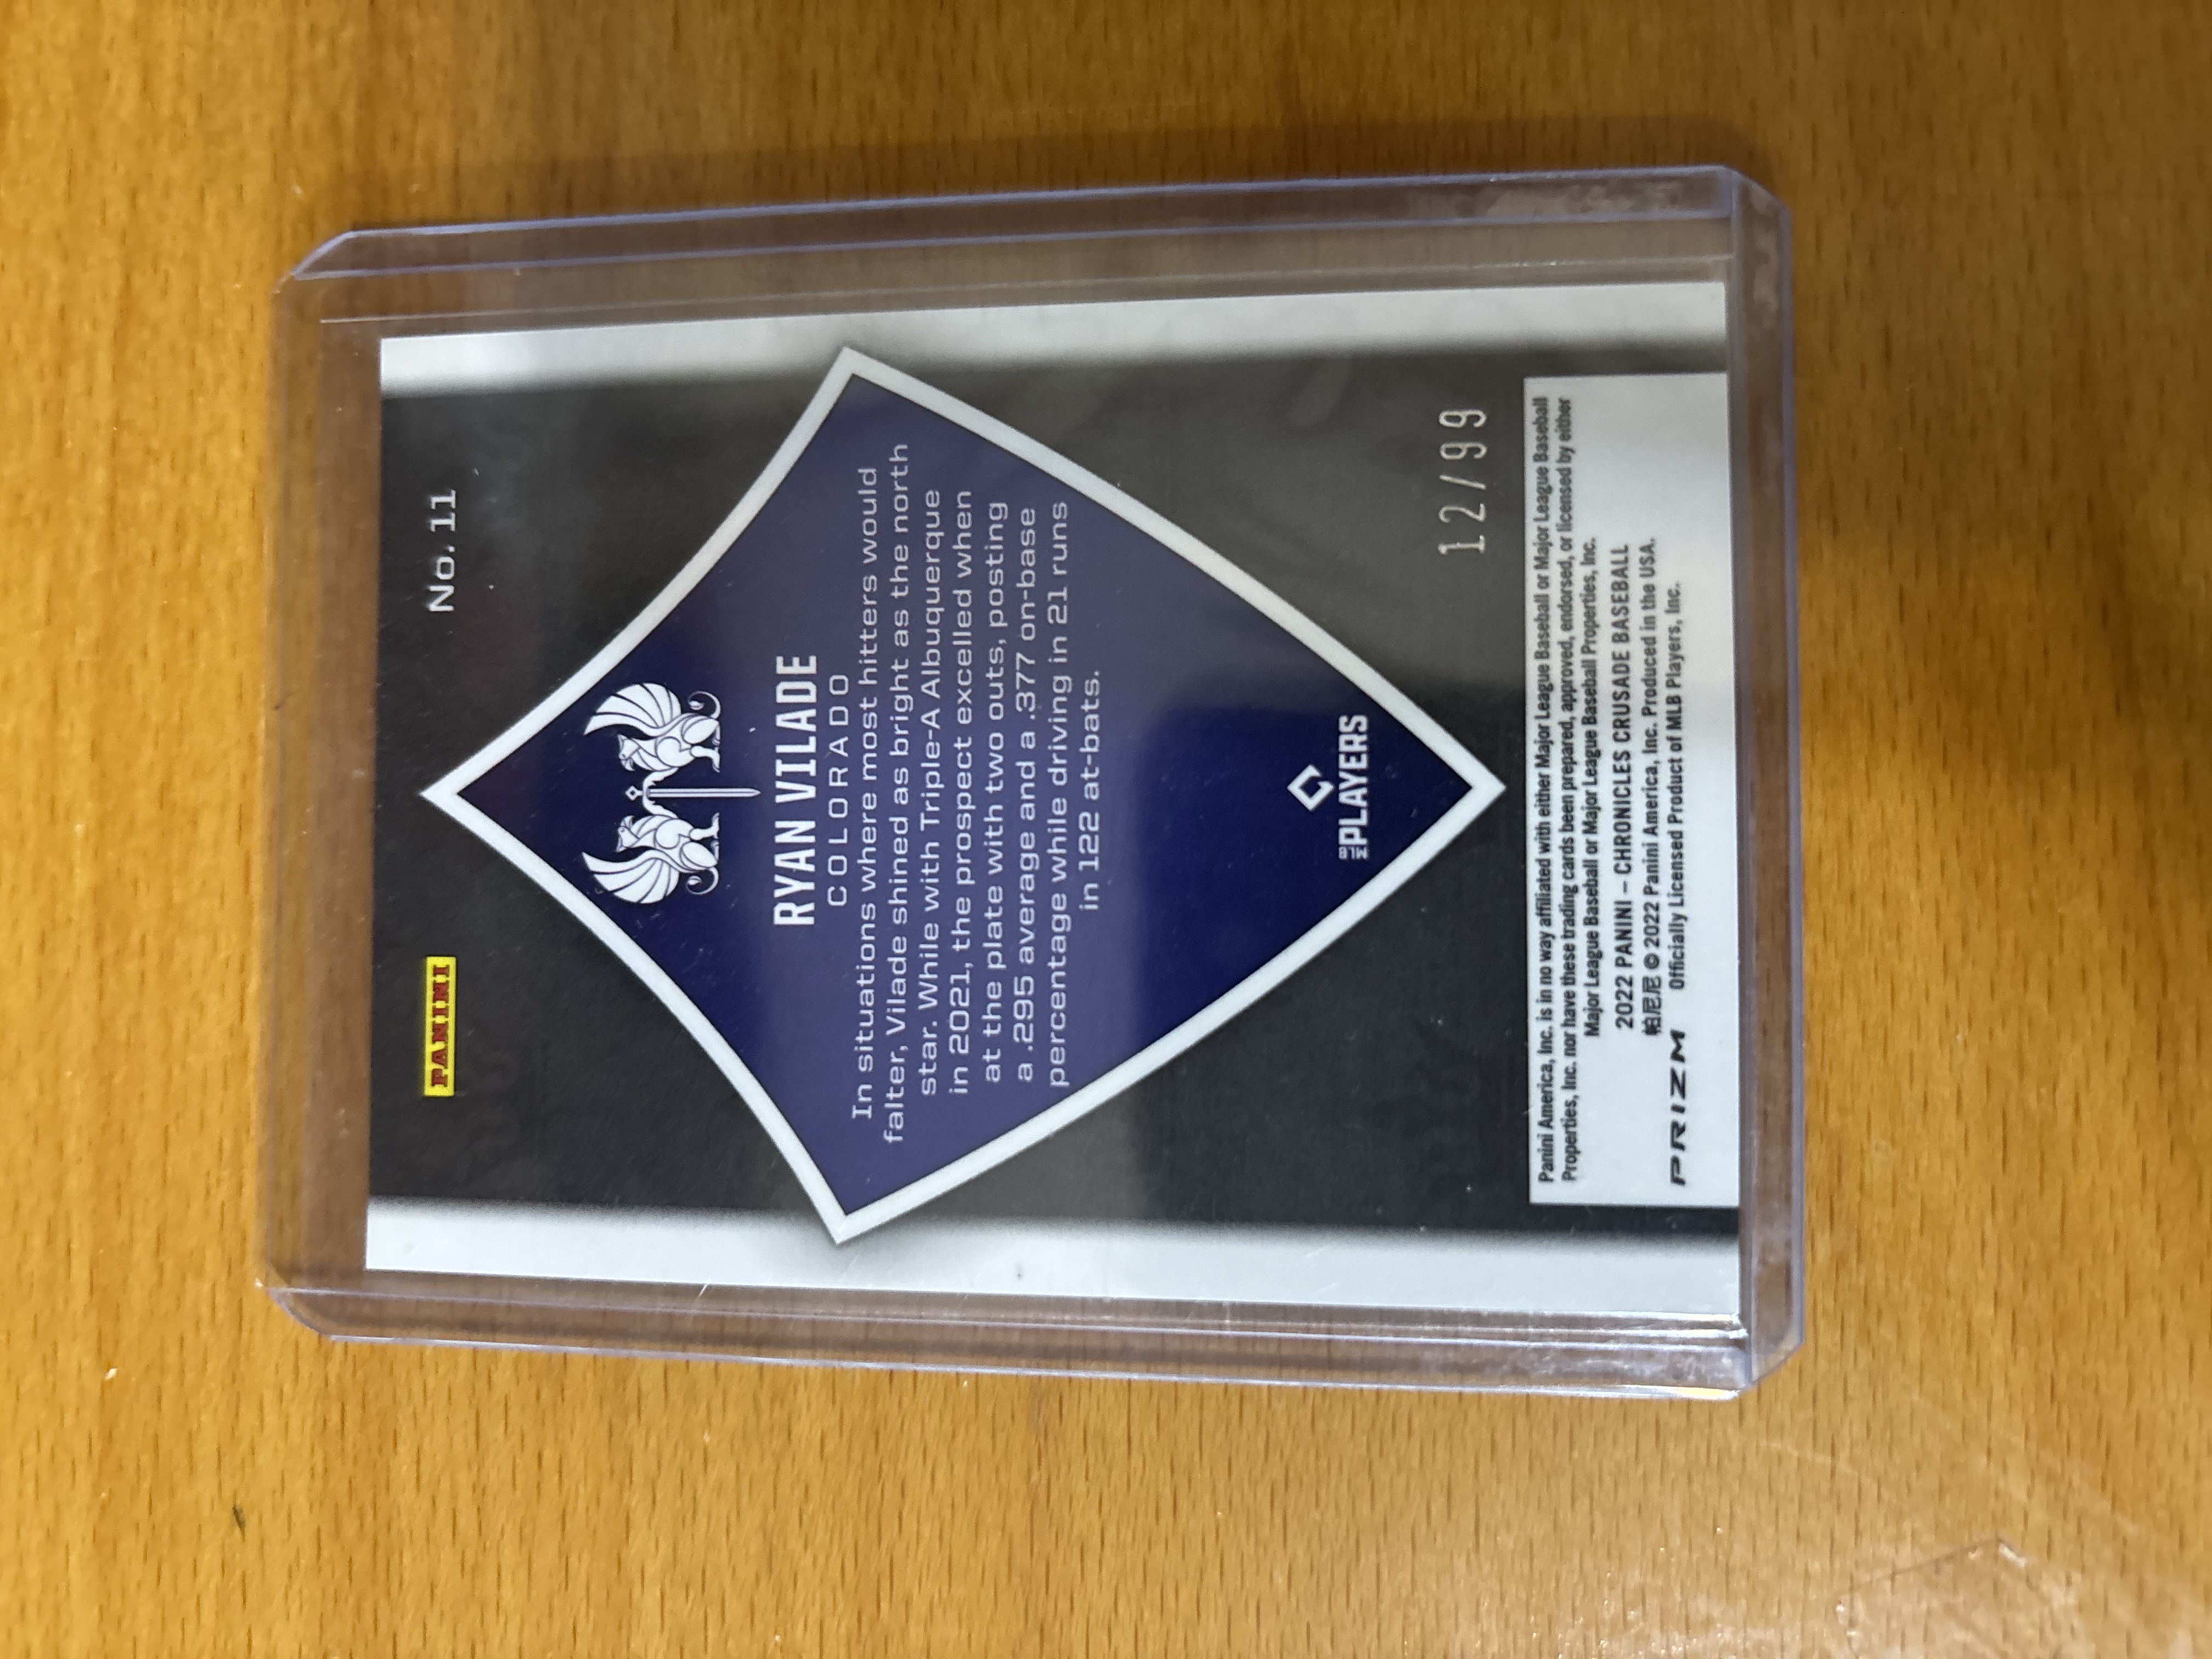 PANINI
No. 11
RYAN VILADE
COLORADO
In situations where most hitters would
falter, Vilade shined as bright as the north
star. While with Triple-A Albuquerque
in 2021, the prospect excelled when
at the plate with two outs, posting
a .295 average and a .377 on-base
percentage while driving in 21 runs
in 122 at-bats.
MLB PLAYERS
12/99
Panini America, Inc. is in no way affiliated with either Major League Baseball or Major League Baseball
Properties, Inc. nor have these trading cards been prepared, approved, endorsed, or licensed by either
Major League Baseball or Major League Baseball Properties, Inc.
2022 PANINI – CHRONICLES CRUSADE BASEBALL
帕尼尼 © 2022 Panini America, Inc. Produced in the USA.
PRIZM Officially Licensed Product of MLB Players, Inc.